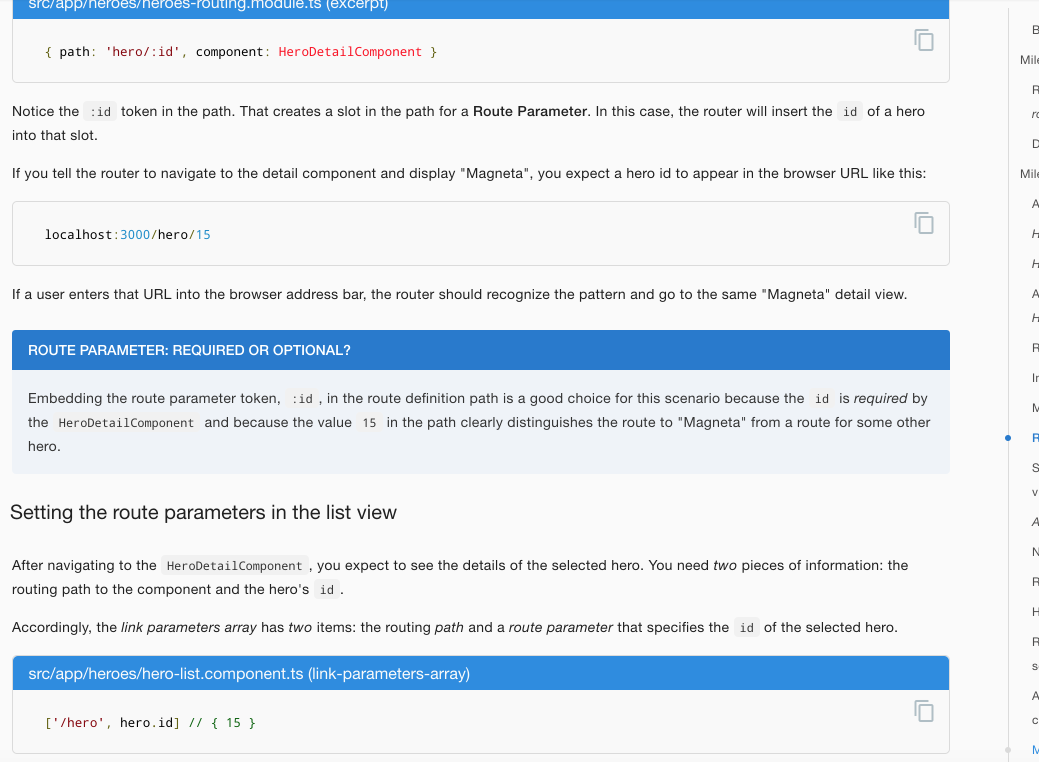 src/app/heroes/heroes-routing.module.ts (excerpt)
{ path: 'hero/:id', component: HeroDetailComponent }
Notice the :id token in the path. That creates a slot in the path for a Route Parameter. In this case, the router will insert the id of a hero
into that slot.
If you tell the router to navigate to the detail component and display "Magneta", you expect a hero id to appear in the browser URL like this:
localhost:3000/hero/15
If a user enters that URL into the browser address bar, the router should recognize the pattern and go to the same "Magneta" detail view.
ROUTE PARAMETER: REQUIRED OR OPTIONAL?
Embedding the route parameter token, :id , in the route definition path is a good choice for this scenario because the id is required by
the HeroDetailComponent and because the value 15 in the path clearly distinguishes the route to "Magneta" from a route for some other
hero.
Setting the route parameters in the list view
After navigating to the HeroDetailComponent , you expect to see the details of the selected hero. You need two pieces of information: the
routing path to the component and the hero's id .
Accordingly, the link parameters array has two items: the routing path and a route parameter that specifies the id of the selected hero.
src/app/heroes/hero-list.component.ts (link-parameters-array)
['/hero', hero.id] // { 15 }